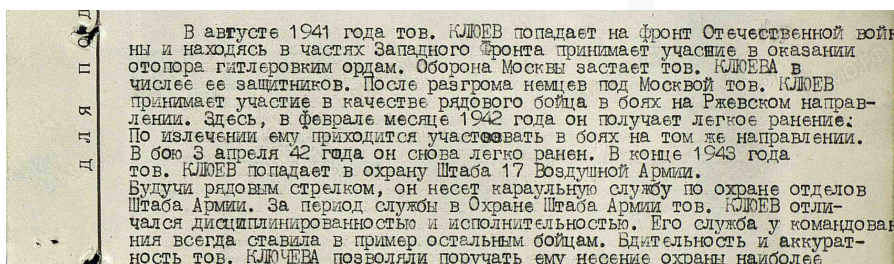 В августе 1941 года тов. КЛЮЕВ попадает на фронт Отечественной вой
ны и находясь в частях Западного Фронта принимает участие в оказании
отопора гитлеровким ордам. Оборона Москвы застает тов. КЛЮЕВА в
числее ее защитников. После разгрома немцев под Москвой тов. КЛЮЕВ
принимает участие в качестве рядового бойца в боях на Ржевском направ-
лении. Здесь, в феврале месяце 1942 года он получает легкое ранение.
По излечении ему приходится участвовать в боях на том же направлении.
В бою 3 апреля 42 года он снова легко ранен. В конце 1943 года
тов. КЛЮЕВ попадает в охрану Штаба 17 Воздушной Армии.
Будучи рядовым стрелком, он несет караульную службу по охране отделов
Штаба Армии. За период службы в Охране Штаба Армии тов. КЛЮЕВ отли-
чался дисциплинированностью и исполнительностью. Его служба у командован
ния всегда ставила в пример остальным бойцам. Бдительность и аккурат-
ность тов. КЛЮЧЕВА позволяли поручать ему несение охраны наиболее
Для под